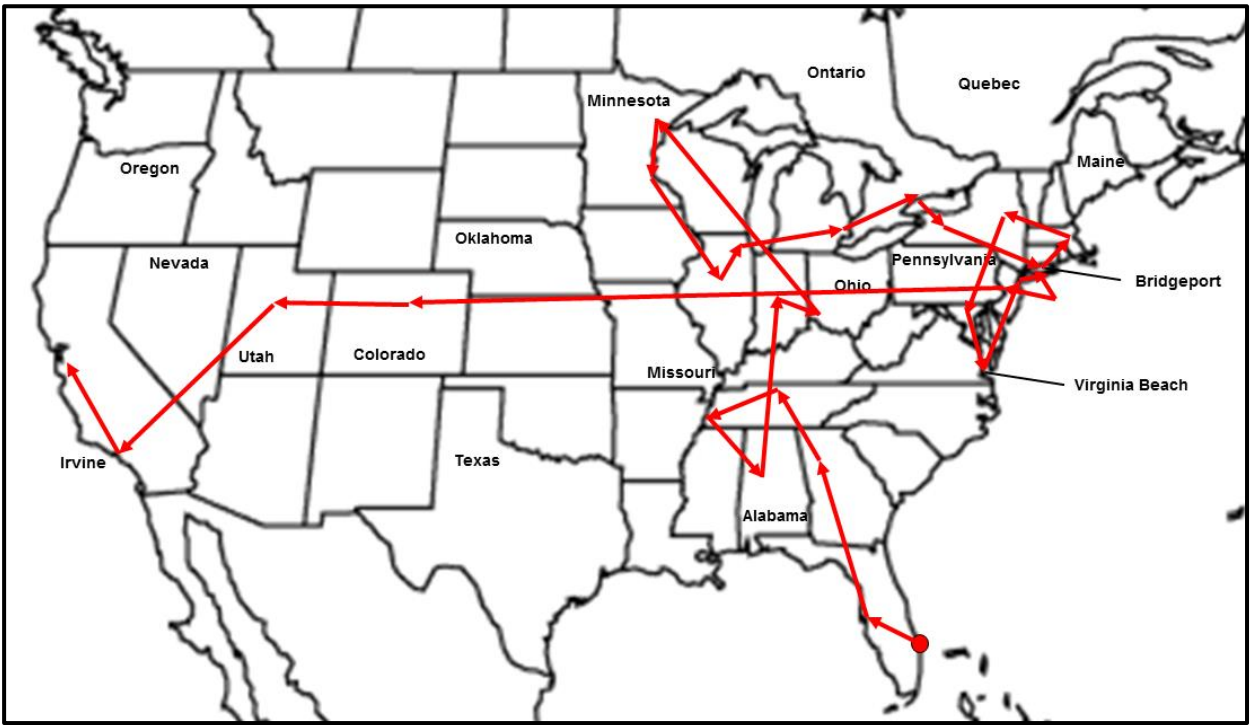 Ontario
Quebec
Minnesota
Maine
Oregon
Oklahoma
Nevada
Pennsylvania
Bridgeport
Ohio
Utah
Colorado
Missouri
Virginia Beach
Irvine
Texas
Alabama